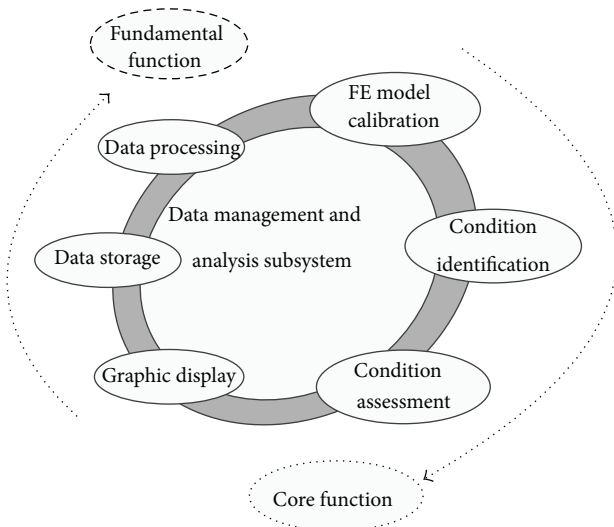 Fundamental
function
FE model
calibration
Data processing
Data management and
analysis subsystem
Condition
identification
Data storage
Graphic display
Condition
assessment
Core function